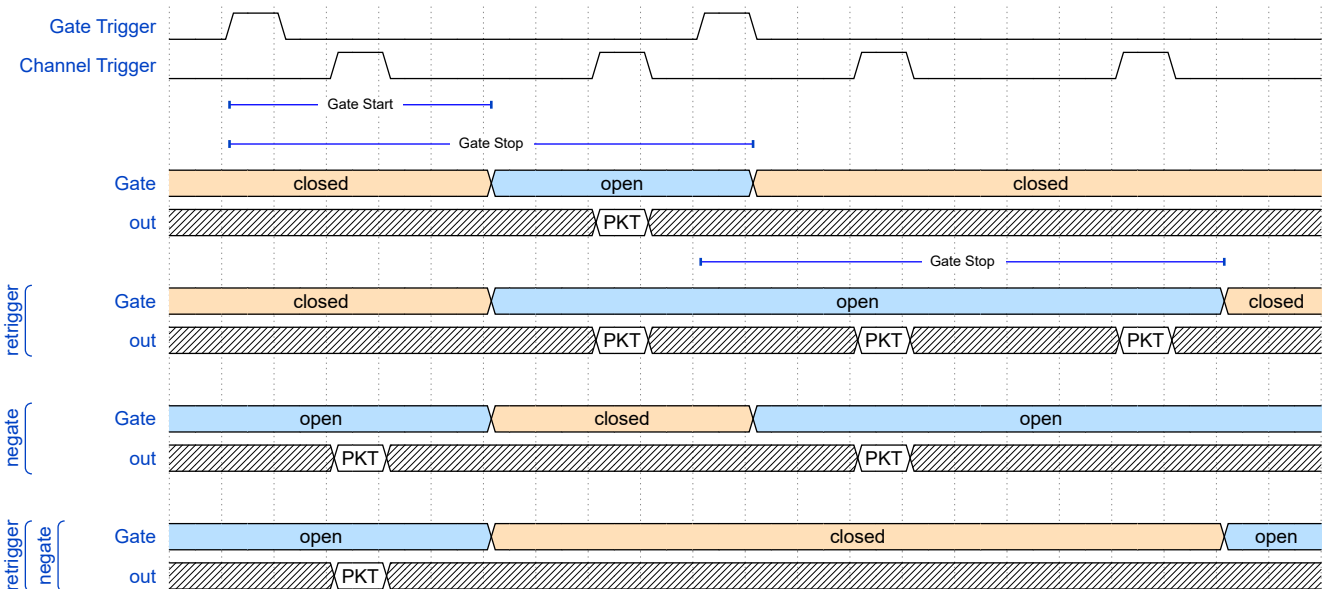 Gate Trigger
Channel Trigger
Gate Start
Gate Stop
Gate closed open closed
out PKT
Gate Stop
retrigger
Gate closed open closed
out PKT PKT PKT
negate
Gate open closed open
out PKT PKT
retrigger
negate
Gate open closed open
out PKT